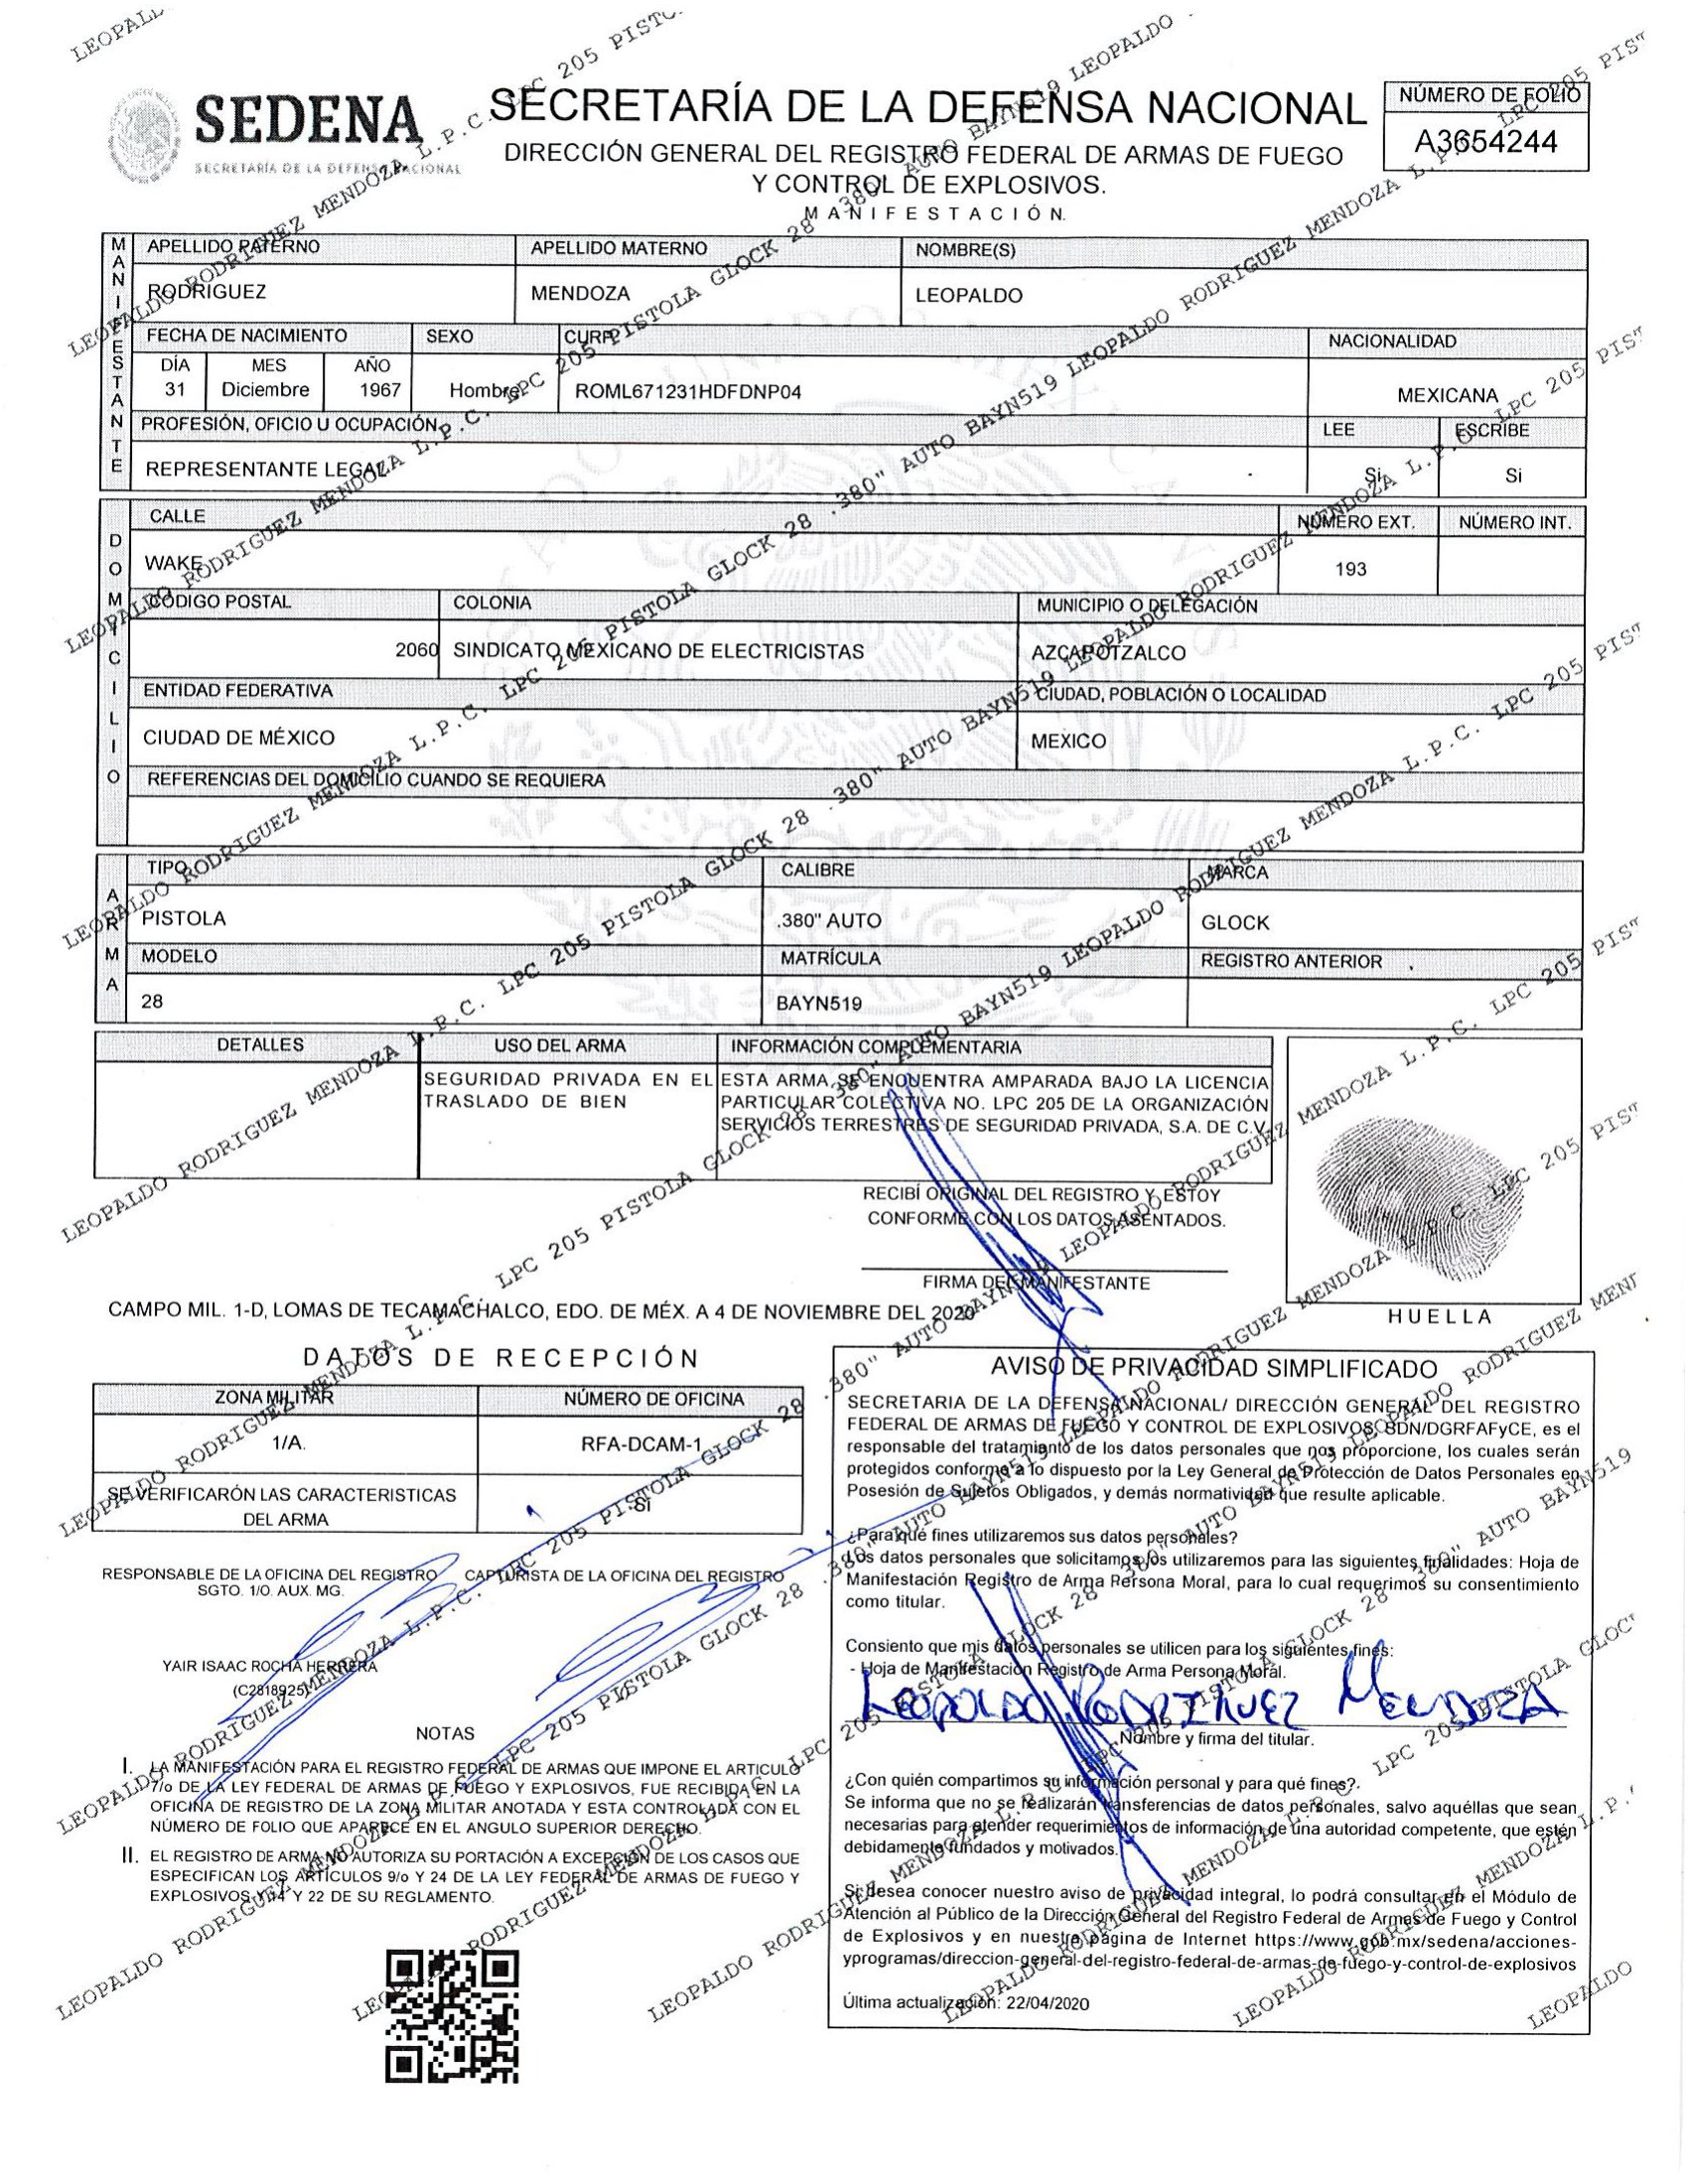 SEDENA
SECRETARÍA DE LA DEFENSA NACIONAL
SECRETARÍA DE LA DEFENSA NACIONAL
DIRECCIÓN GENERAL DEL REGISTRO FEDERAL DE ARMAS DE FUEGO
Y CONTROL DE EXPLOSIVOS.
MANIFESTACIÓN.
NÚMERO DE FOLIO
A3654244
MANIFESTANTE
APELLIDO PATERNO APELLIDO MATERNO NOMBRE(S)
RODRIGUEZ MENDOZA LEOPALDO
FECHA DE NACIMIENTO SEXO CURP NACIONALIDAD
DÍA MES AÑO
31 Diciembre 1967 Hombre ROML671231HDFDNP04 MEXICANA
PROFESIÓN, OFICIO U OCUPACIÓN LEE ESCRIBE
REPRESENTANTE LEGAL Si Si
DOMICILIO
CALLE NÚMERO EXT. NÚMERO INT.
WAKE 193
CÓDIGO POSTAL COLONIA MUNICIPIO O DELEGACIÓN
2060 SINDICATO MEXICANO DE ELECTRICISTAS AZCAPOTZALCO
ENTIDAD FEDERATIVA CIUDAD, POBLACIÓN O LOCALIDAD
CIUDAD DE MÉXICO MEXICO
REFERENCIAS DEL DOMICILIO CUANDO SE REQUIERA
ARMA
TIPO CALIBRE MARCA
PISTOLA .380" AUTO GLOCK
MODELO MATRÍCULA REGISTRO ANTERIOR
28 BAYN519
DETALLES USO DEL ARMA INFORMACIÓN COMPLEMENTARIA
SEGURIDAD PRIVADA EN EL TRASLADO DE BIEN
ESTA ARMA SE ENCUENTRA AMPARADA BAJO LA LICENCIA
PARTICULAR COLECTIVA NO. LPC 205 DE LA ORGANIZACIÓN
SERVICIOS TERRESTRES DE SEGURIDAD PRIVADA, S.A. DE C.V.
RECIBÍ ORIGINAL DEL REGISTRO Y ESTOY
CONFORME CON LOS DATOS ASENTADOS.
FIRMA DEL MANIFESTANTE
HUELLA
CAMPO MIL. 1-D, LOMAS DE TECAMACHALCO, EDO. DE MÉX. A 4 DE NOVIEMBRE DEL 2020
DATOS DE RECEPCIÓN
ZONA MILITAR NÚMERO DE OFICINA
1/A. RFA-DCAM-1
SE VERIFICARÓN LAS CARACTERISTICAS
DEL ARMA
Si
RESPONSABLE DE LA OFICINA DEL REGISTRO CAPTURISTA DE LA OFICINA DEL REGISTRO
SGTO. 1/O. AUX. MG.
YAIR ISAAC ROCHA HERRERA
(C2818925)
NOTAS
I. LA MANIFESTACIÓN PARA EL REGISTRO FEDERAL DE ARMAS QUE IMPONE EL ARTICULO
7/o DE LA LEY FEDERAL DE ARMAS DE FUEGO Y EXPLOSIVOS, FUE RECIBIDA EN LA
OFICINA DE REGISTRO DE LA ZONA MILITAR ANOTADA Y ESTA CONTROLADA CON EL
NÚMERO DE FOLIO QUE APARECE EN EL ANGULO SUPERIOR DERECHO.
II. EL REGISTRO DE ARMA NO AUTORIZA SU PORTACIÓN A EXCEPCIÓN DE LOS CASOS QUE
ESPECIFICAN LOS ARTICULOS 9/o Y 24 DE LA LEY FEDERAL DE ARMAS DE FUEGO Y
EXPLOSIVOS Y 14 Y 22 DE SU REGLAMENTO.
AVISO DE PRIVACIDAD SIMPLIFICADO
SECRETARIA DE LA DEFENSA NACIONAL/ DIRECCIÓN GENERAL DEL REGISTRO
FEDERAL DE ARMAS DE FUEGO Y CONTROL DE EXPLOSIVOS, SDN/DGRFAFyCE, es el
responsable del tratamiento de los datos personales que nos proporcione, los cuales serán
protegidos conforme a lo dispuesto por la Ley General de Protección de Datos Personales en
Posesión de Sujetos Obligados, y demás normatividad que resulte aplicable.
¿Para qué fines utilizaremos sus datos personales?
Los datos personales que solicitamos los utilizaremos para las siguientes finalidades: Hoja de
Manifestación Registro de Arma Persona Moral, para lo cual requerimos su consentimiento
como titular.
Consiento que mis datos personales se utilicen para los siguientes fines:
- Hoja de Manifestación Registro de Arma Persona Moral.
LEOPOLDO RODRIGUEZ MENDOZA
Nombre y firma del titular.
¿Con quién compartimos su información personal y para qué fines?.
Se informa que no se realizarán transferencias de datos personales, salvo aquéllas que sean
necesarias para atender requerimientos de información de una autoridad competente, que estén
debidamente fundados y motivados.
Si desea conocer nuestro aviso de privacidad integral, lo podrá consultar en el Módulo de
Atención al Público de la Dirección General del Registro Federal de Armas de Fuego y Control
de Explosivos y en nuestra página de Internet https://www.gob.mx/sedena/acciones-
yprogramas/direccion-general-del-registro-federal-de-armas-de-fuego-y-control-de-explosivos
Última actualización: 22/04/2020
LEOPALDO RODRIGUEZ MENDOZA L.P.C. LPC 205 PISTOLA GLOCK 28 .380" AUTO BAYN519